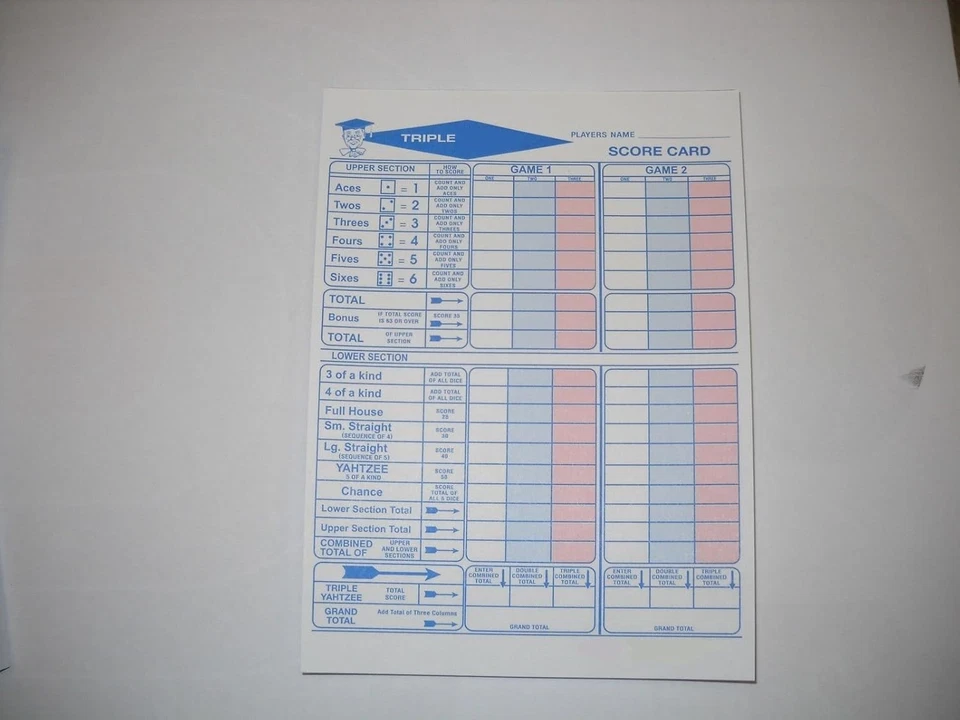 TRIPLE
PLAYERS NAME
SCORE CARD
UPPER SECTION HOW TO SCORE GAME 1 GAME 2
ONE TWO THREE ONE TWO THREE
Aces = 1 COUNT AND ADD ONLY ACES
Twos = 2 COUNT AND ADD ONLY TWOS
Threes = 3 COUNT AND ADD ONLY THREES
Fours = 4 COUNT AND ADD ONLY FOURS
Fives = 5 COUNT AND ADD ONLY FIVES
Sixes = 6 COUNT AND ADD ONLY SIXES
TOTAL
Bonus IF TOTAL SCORE IS 63 OR OVER SCORE 35
TOTAL OF UPPER SECTION
LOWER SECTION
3 of a kind ADD TOTAL OF ALL DICE
4 of a kind ADD TOTAL OF ALL DICE
Full House SCORE 25
Sm. Straight (SEQUENCE OF 4) SCORE 30
Lg. Straight (SEQUENCE OF 5) SCORE 40
YAHTZEE 5 OF A KIND SCORE 50
Chance SCORE TOTAL OF ALL 5 DICE
Lower Section Total
Upper Section Total
COMBINED TOTAL OF UPPER AND LOWER SECTIONS
ENTER COMBINED TOTAL DOUBLE COMBINED TOTAL TRIPLE COMBINED TOTAL ENTER COMBINED TOTAL DOUBLE COMBINED TOTAL TRIPLE COMBINED TOTAL
TRIPLE YAHTZEE TOTAL SCORE
GRAND TOTAL Add Total of Three Columns
GRAND TOTAL GRAND TOTAL